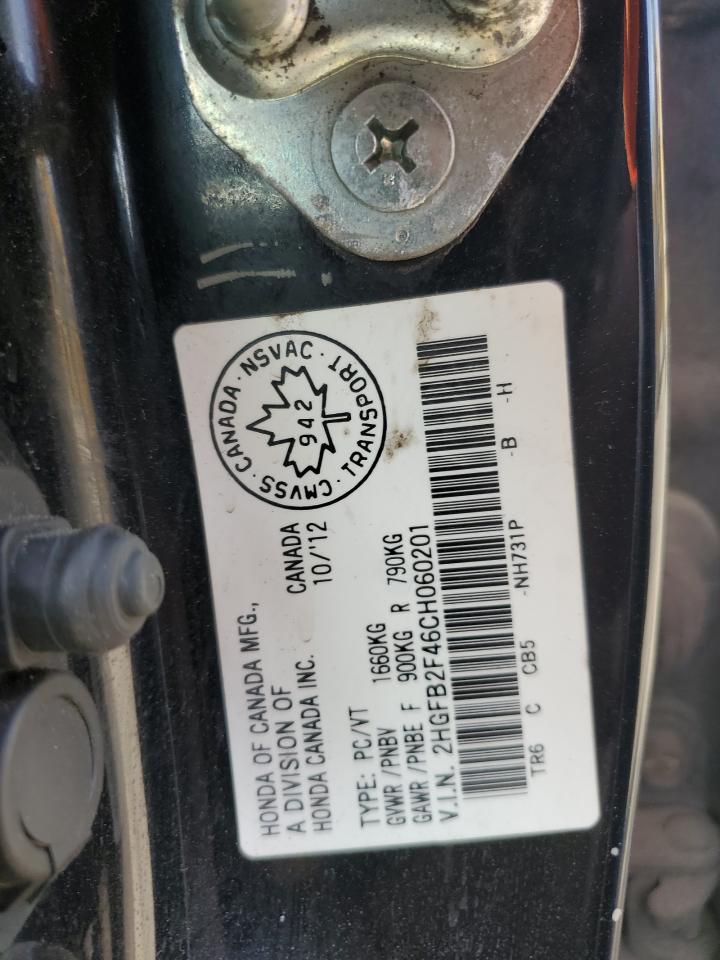 HONDA OF CANADA MFG.,
A DIVISION OF
HONDA CANADA INC.
CANADA
10/'12
CMVSS · CANADA · NSVAC · TRANSPORT ·
942
TYPE: PC/VT
GVWR /PNBV 1660KG
GAWR /PNBE F 900KG R 790KG
V.I.N. 2HGFB2F46CH060201
TR6 C CB5 -NH731P -B -H